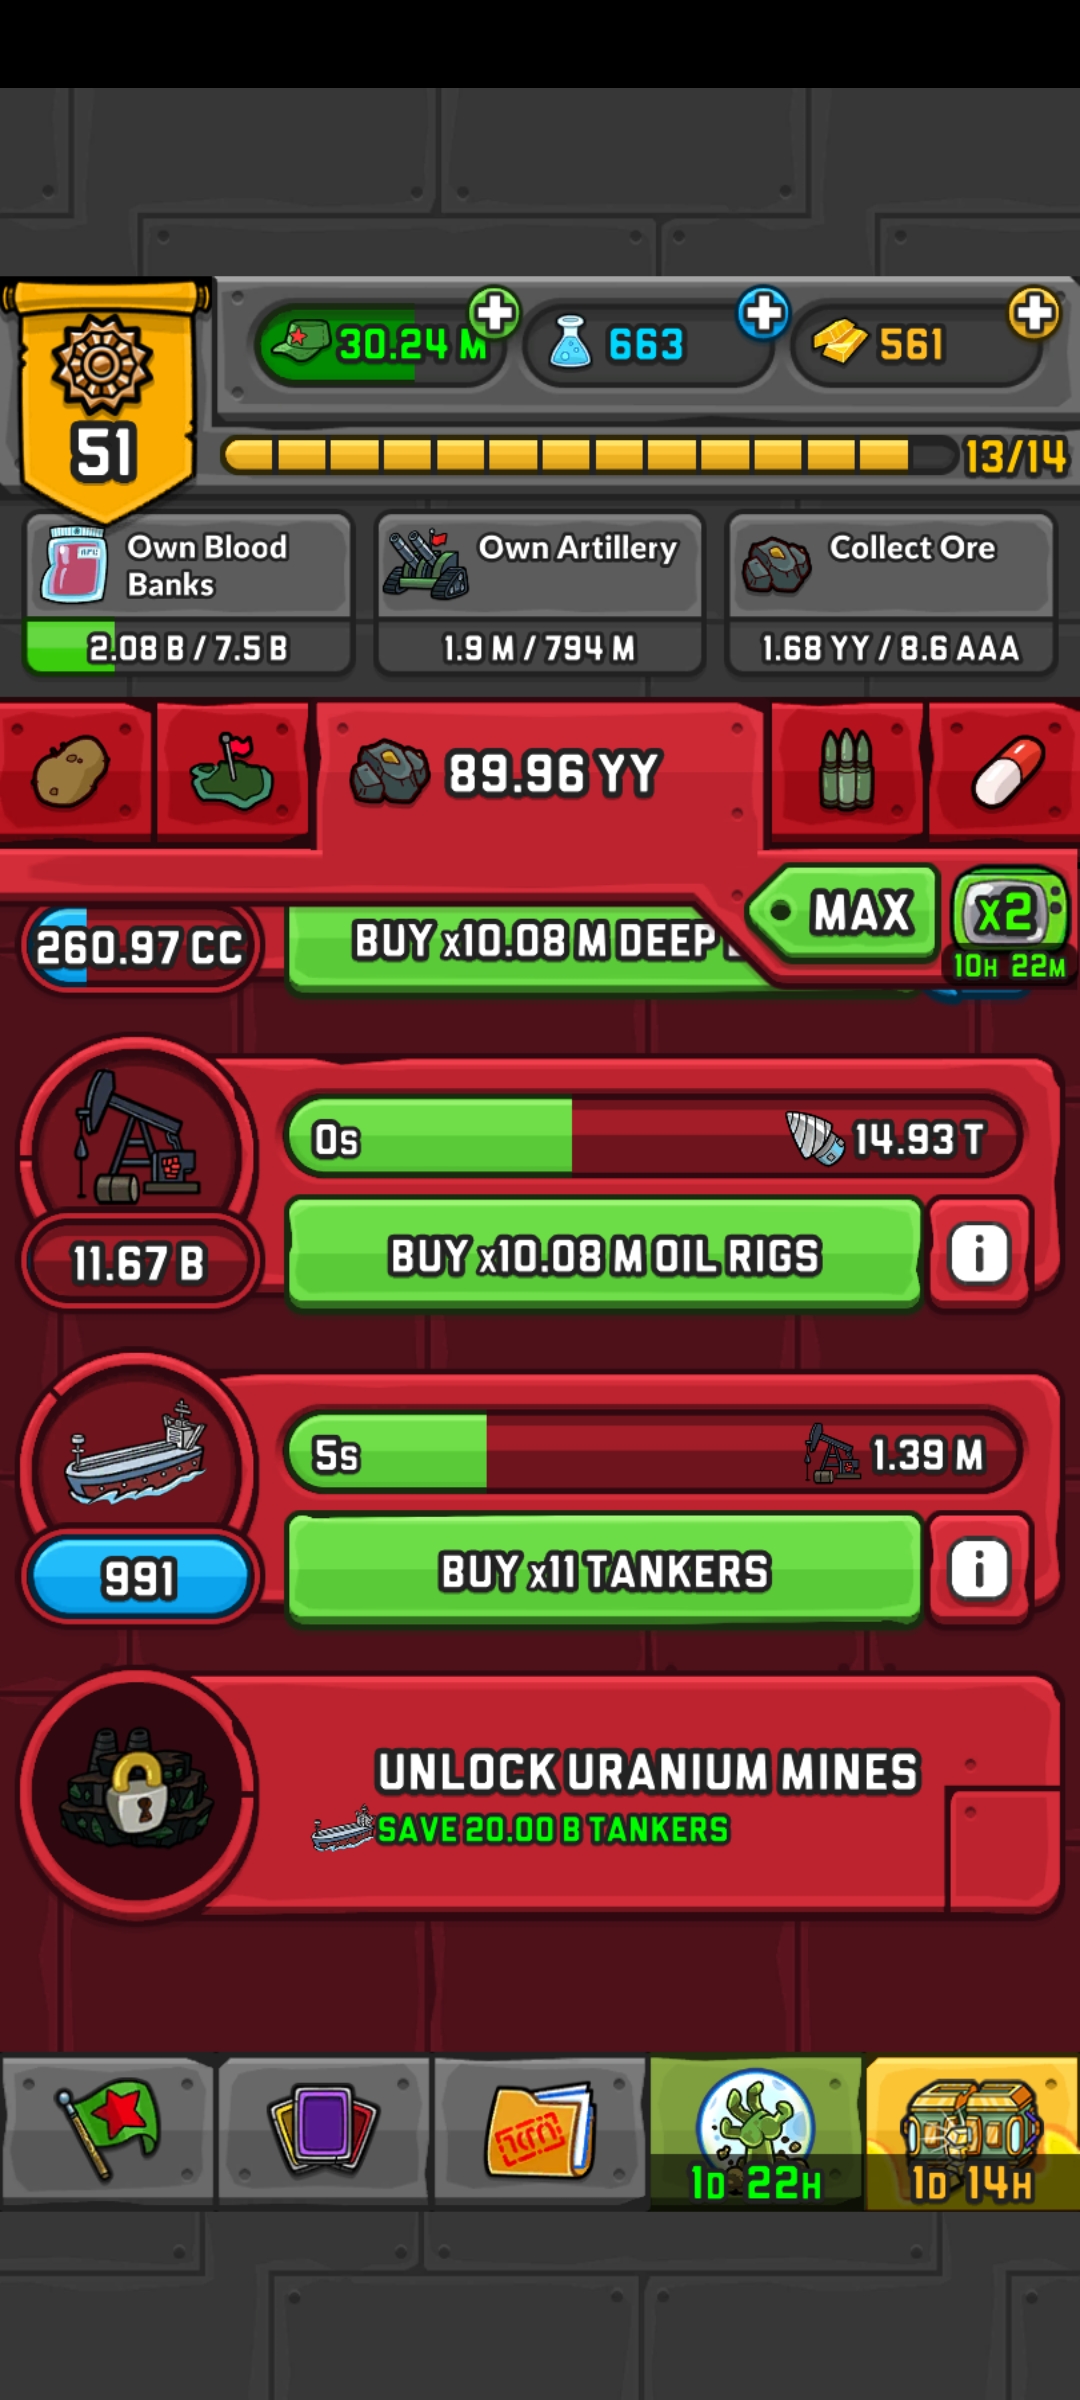 30.24 M
663
561
51
13/14
Own Blood
Banks
2.08 B / 7.5 B
Own Artillery
1.9 M / 794 M
Collect Ore
1.68 YY / 8.6 AAA
89.96 YY
MAX
x2
10H 22M
260.97 CC
BUY x10.08 M DEEP
0s
14.93 T
11.67 B
BUY x10.08 M OIL RIGS
i
5s
1.39 M
991
BUY x11 TANKERS
i
UNLOCK URANIUM MINES
SAVE 20.00 B TANKERS
1D 22H
1D 14H